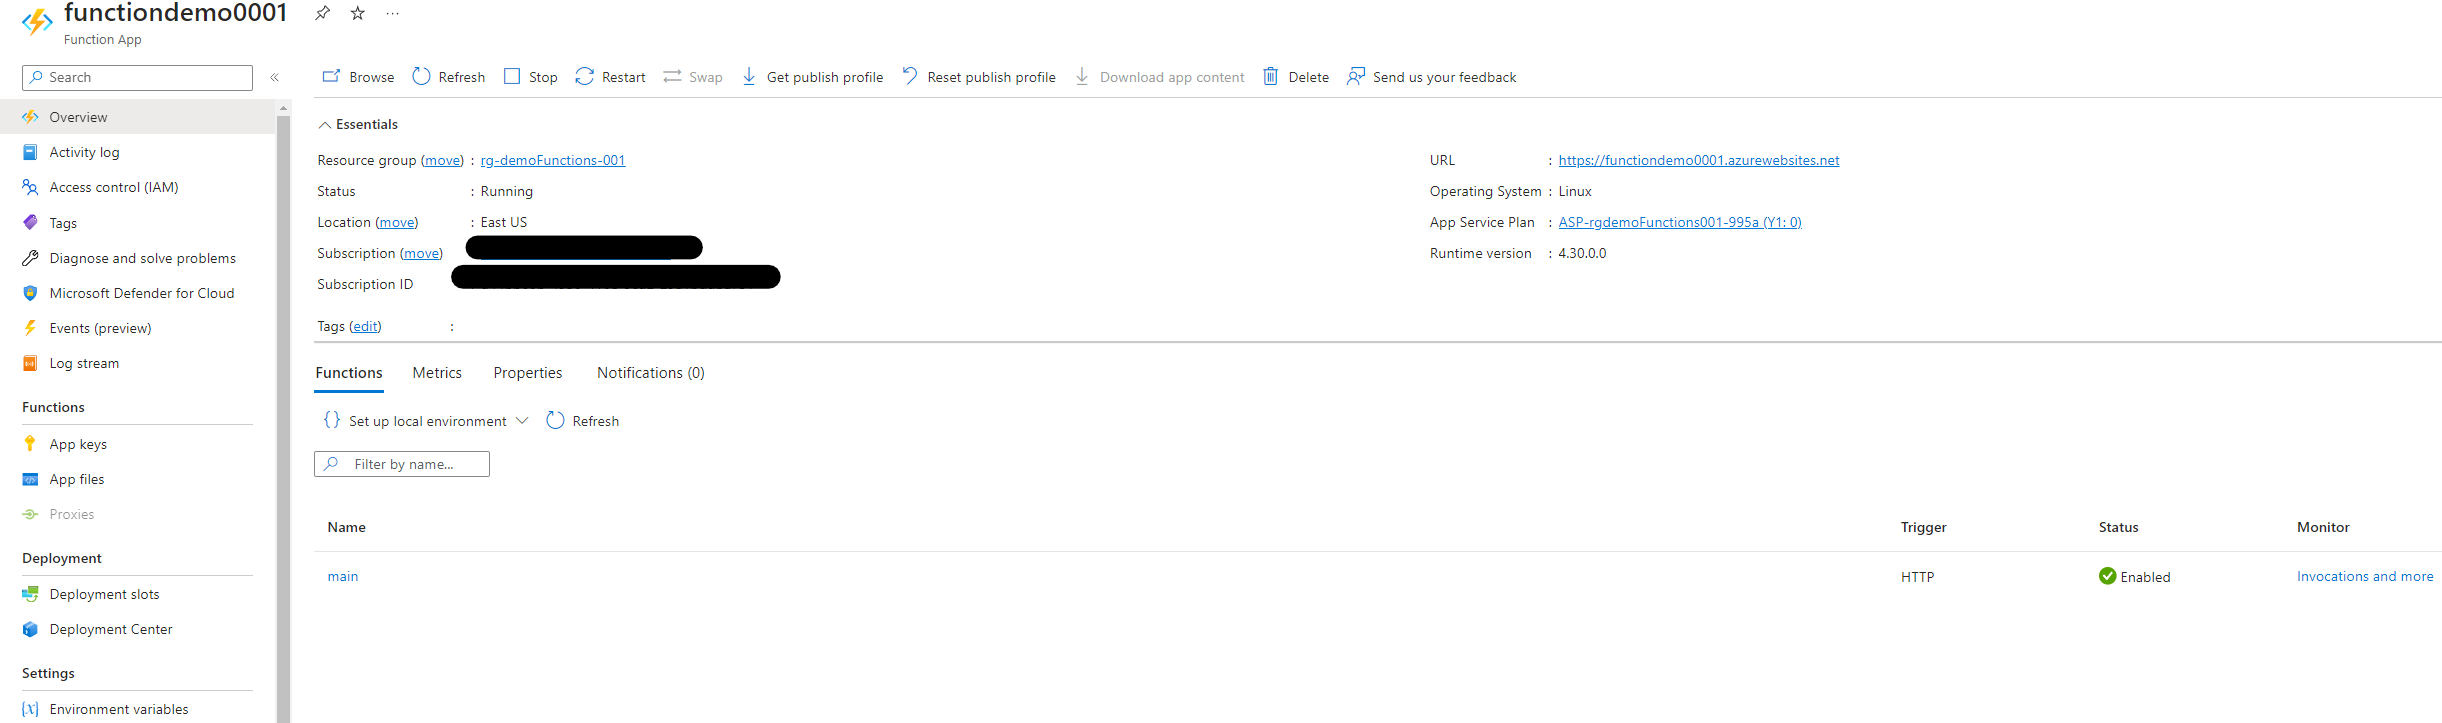 functiondemo0001
Function App
Search
Browse Refresh Stop Restart Swap Get publish profile Reset publish profile Download app content Delete Send us your feedback
Overview
Activity log
Access control (IAM)
Tags
Diagnose and solve problems
Microsoft Defender for Cloud
Events (preview)
Log stream
Functions
App keys
App files
Proxies
Deployment
Deployment slots
Deployment Center
Settings
Environment variables
Essentials
Resource group (move) : rg-demoFunctions-001
Status : Running
Location (move) : East US
Subscription (move)
Subscription ID
Tags (edit) :
URL : https://functiondemo0001.azurewebsites.net
Operating System : Linux
App Service Plan : ASP-rgdemoFunctions001-995a (Y1: 0)
Runtime version : 4.30.0.0
Functions Metrics Properties Notifications (0)
Set up local environment Refresh
Filter by name...
Name Trigger Status Monitor
main HTTP Enabled Invocations and more